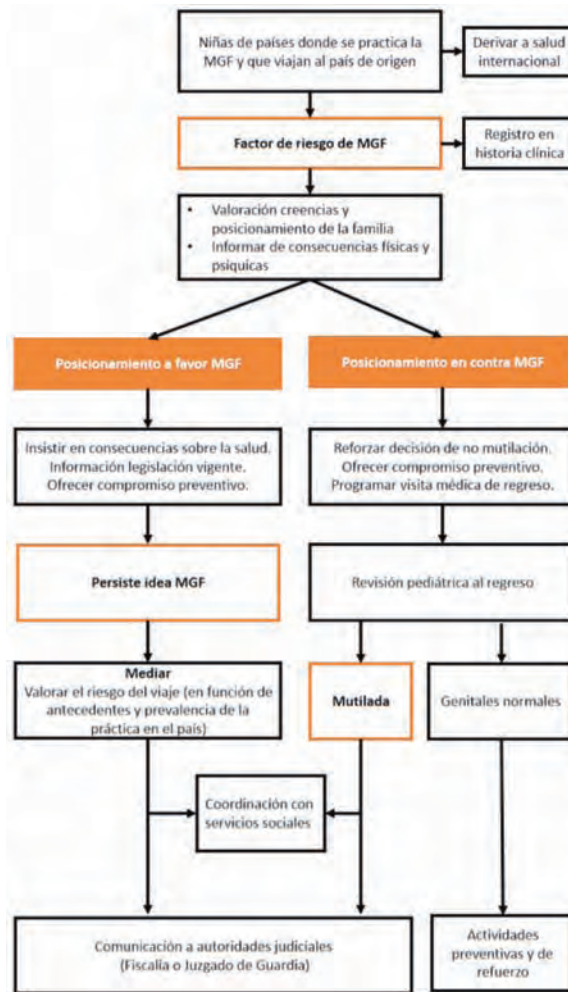 Niñas de países donde se practica la
MGF y que viajan al país de origen
Derivar a salud
internacional
Factor de riesgo de MGF
Registro en
historia clínica
• Valoración creencias y
posicionamiento de la familia
• Informar de consecuencias físicas y
psiquicas
Posicionamiento a favor MGF
Posicionamiento en contra MGF
Insistir en consecuencias sobre la salud.
Información legislación vigente.
Ofrecer compromiso preventivo.
Reforzar decisión de no mutilación.
Ofrecer compromiso preventivo.
Programar visita médica de regreso.
Persiste idea MGF
Revisión pediátrica al regreso
Mediar
Valorar el riesgo del viaje (en función de
antecedentes y prevalencia de la
práctica en el país)
Mutilada
Genitales normales
Coordinación con
servicios sociales
Comunicación a autoridades judiciales
(Fiscalía o Juzgado de Guardia)
Actividades
preventivas y de
refuerzo